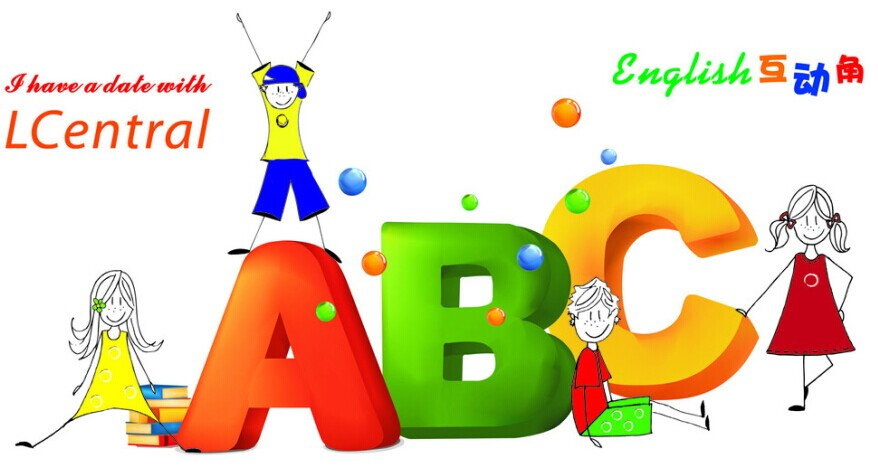 I have a date with
LCentral
English互动角
ABC